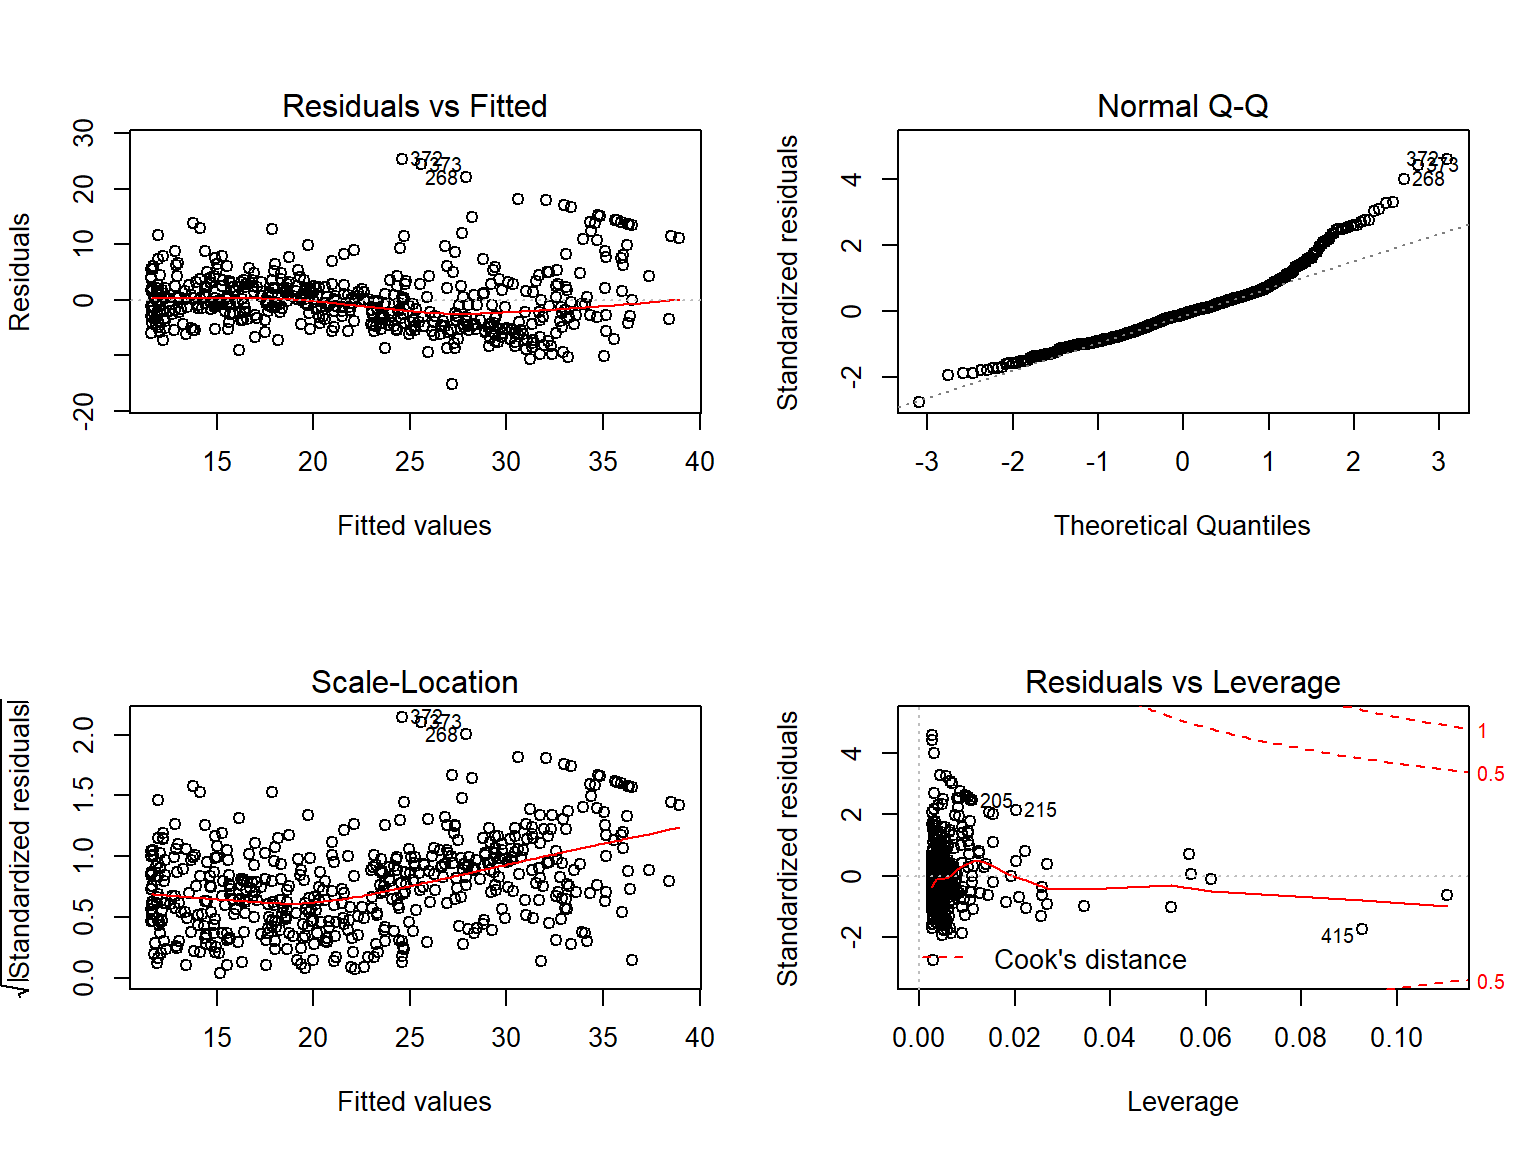 Residuals vs Fitted
Residuals
30
20
10
0
-20
372
373
268
15 20 25 30 35 40
Fitted values
Normal Q-Q
Standardized residuals
4
2
0
-2
372
373
268
-3 -2 -1 0 1 2 3
Theoretical Quantiles
Scale-Location
√|Standardized residuals|
2.0
1.5
1.0
0.5
0.0
372
373
268
15 20 25 30 35 40
Fitted values
Residuals vs Leverage
Standardized residuals
4
2
0
-2
1
0.5
0.5
205
215
415
Cook's distance
0.00 0.02 0.04 0.06 0.08 0.10
Leverage